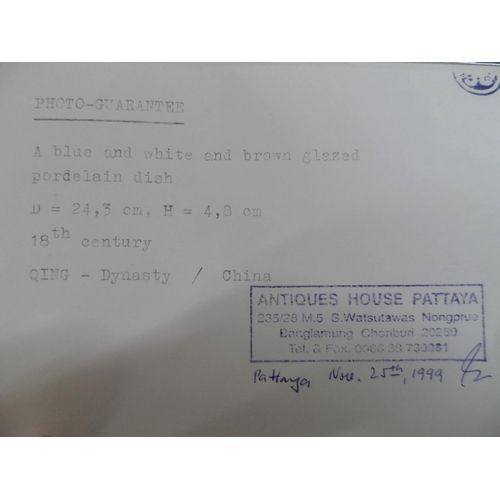 PHOTO-GUARANTEE
A blue and white and brown glazed
pordelain dish
D = 24,3 cm. H = 4,8 cm
18th century
QING - Dynasty / China
ANTIQUES HOUSE PATTAYA
235/28 M.5 S.Watsutawas Nongprue
Banglamung Chonburi 20260
Tel. & Fax. 0066 38 730081
Pattaya Nov. 25th, 1999